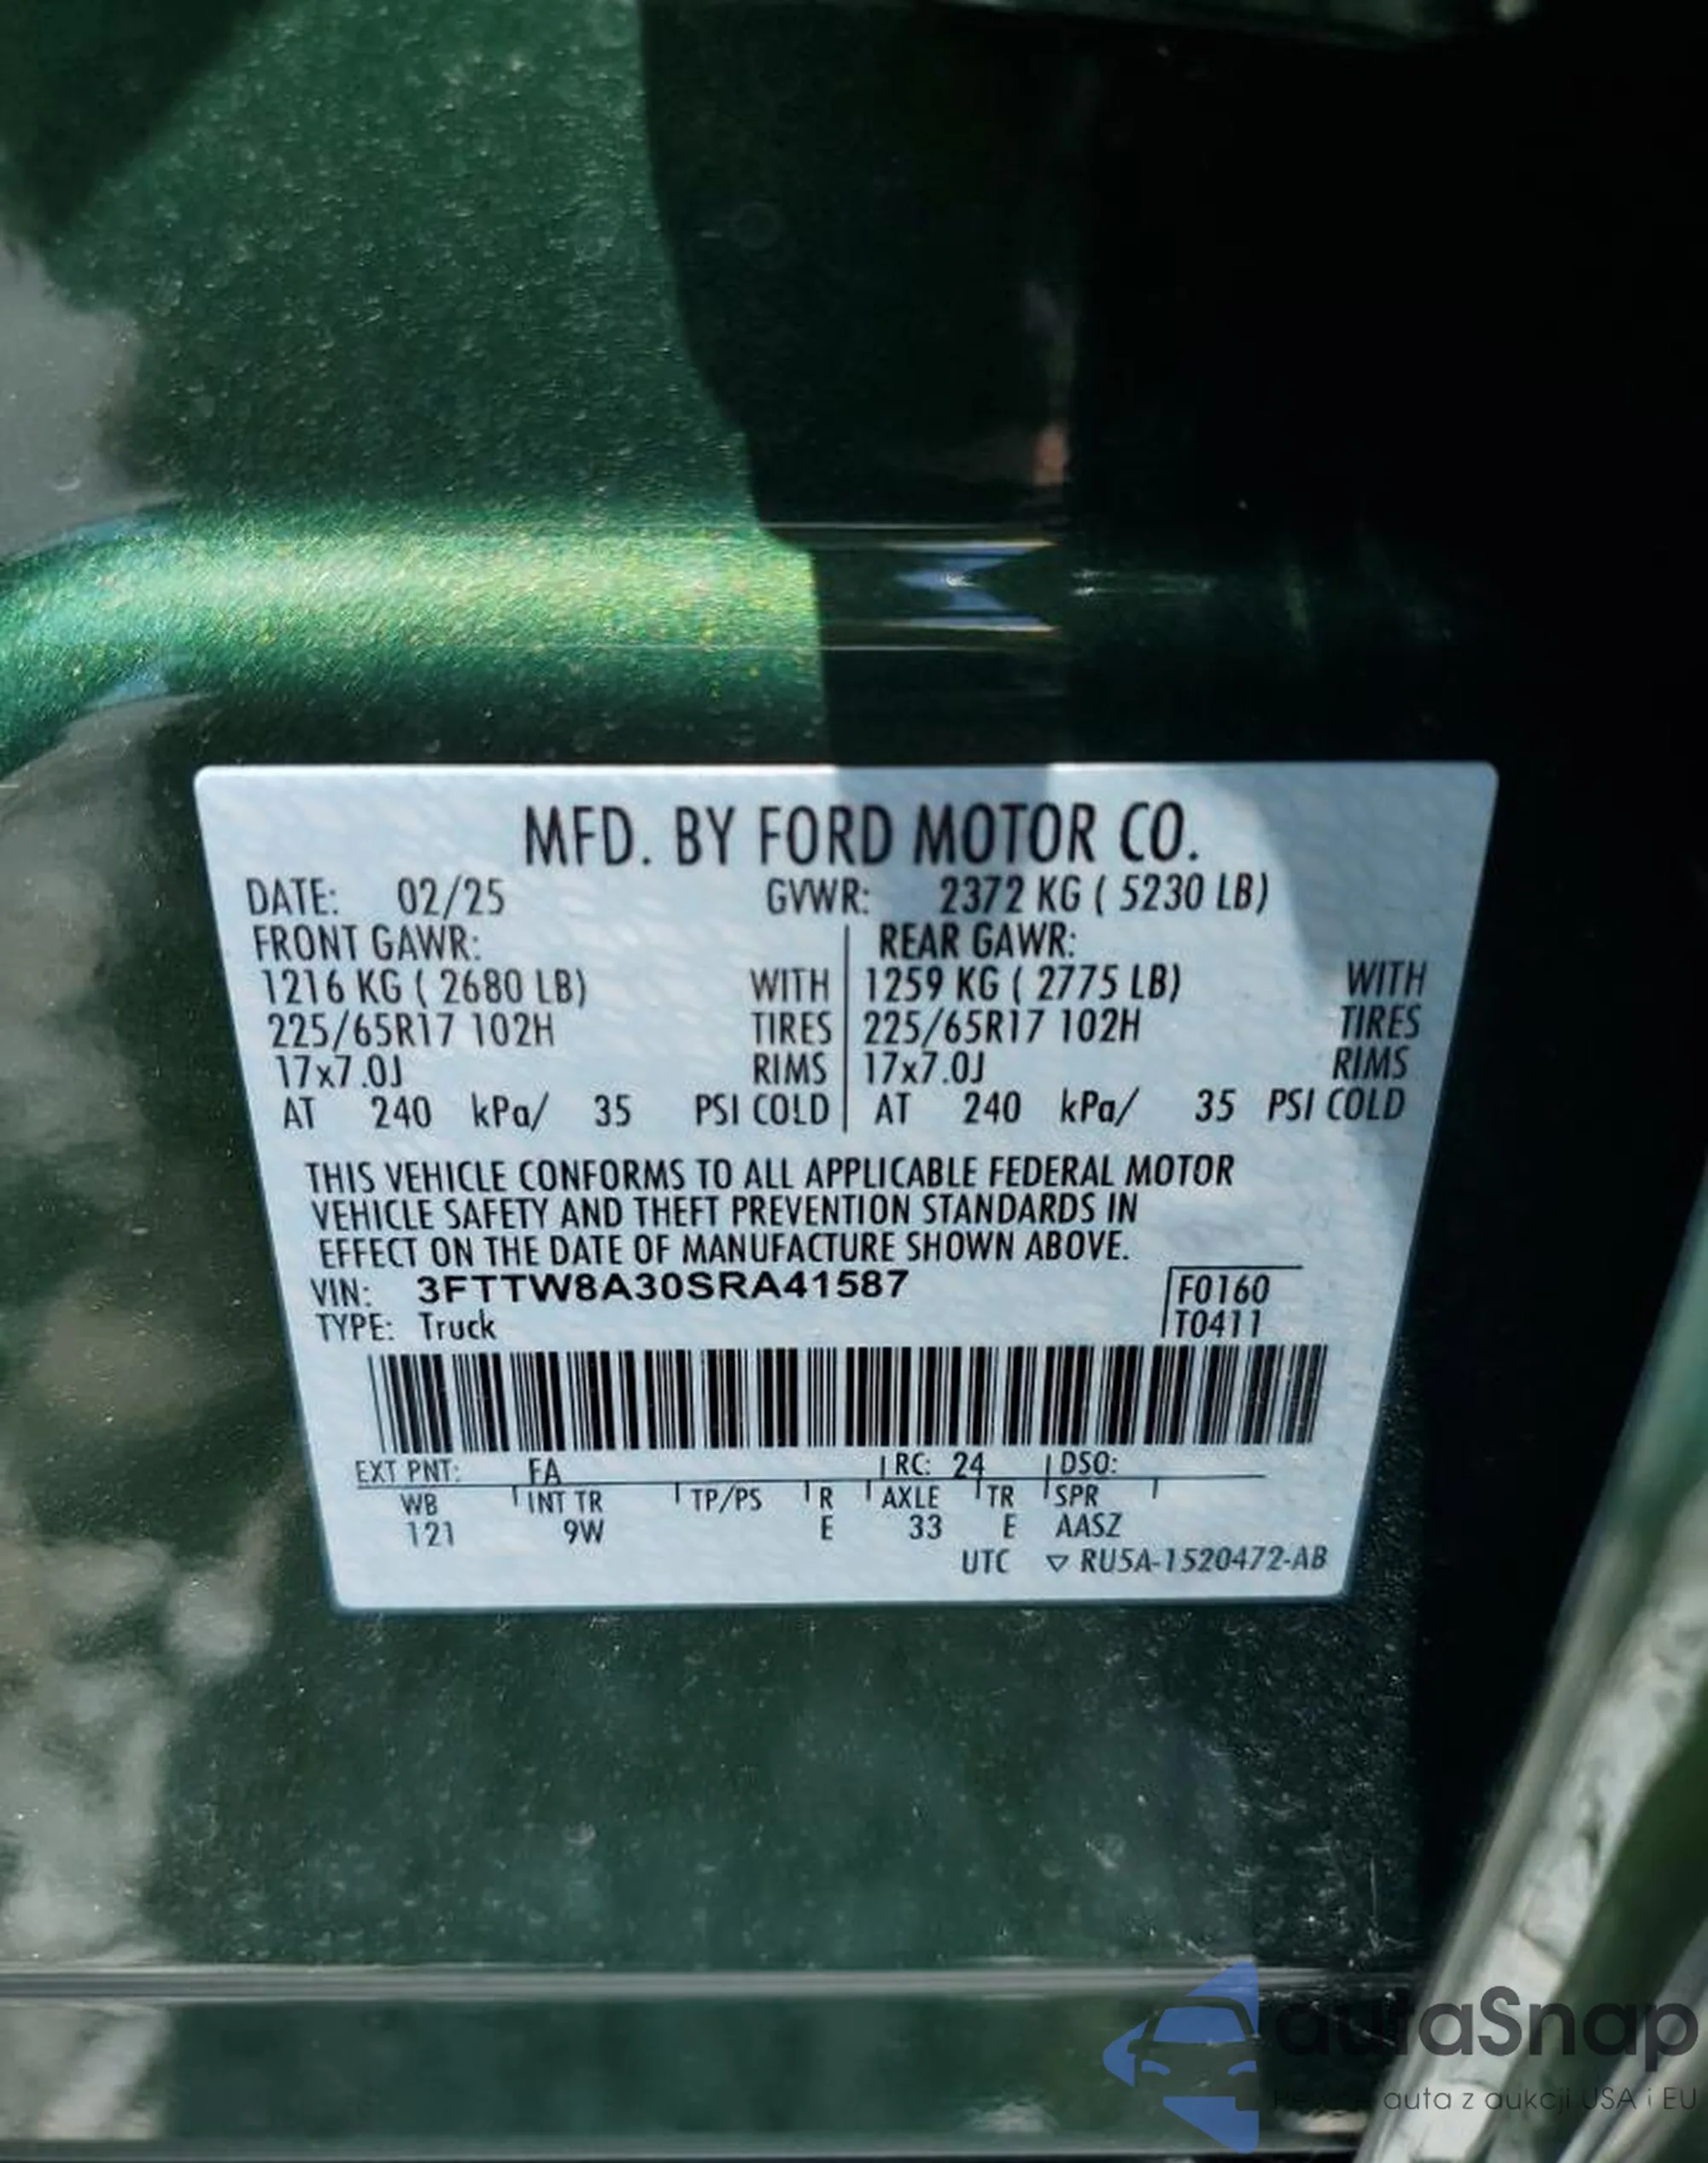 MFD. BY FORD MOTOR CO.
DATE: 02/25 GVWR: 2372 KG ( 5230 LB)
FRONT GAWR: REAR GAWR:
1216 KG ( 2680 LB) WITH 1259 KG ( 2775 LB) WITH
225/65R17 102H TIRES 225/65R17 102H TIRES
17x7.0J RIMS 17x7.0J RIMS
AT 240 kPa/ 35 PSI COLD AT 240 kPa/ 35 PSI COLD
THIS VEHICLE CONFORMS TO ALL APPLICABLE FEDERAL MOTOR
VEHICLE SAFETY AND THEFT PREVENTION STANDARDS IN
EFFECT ON THE DATE OF MANUFACTURE SHOWN ABOVE.
VIN: 3FTTW8A30SRA41587 F0160
TYPE: Truck T0411
EXT PNT: FA RC: 24 DSO:
WB INT TR TP/PS R AXLE TR SPR
121 9W E 33 E AASZ
UTC ▽ RU5A-1520472-AB
autaSnap
auta z aukcji USA i EU